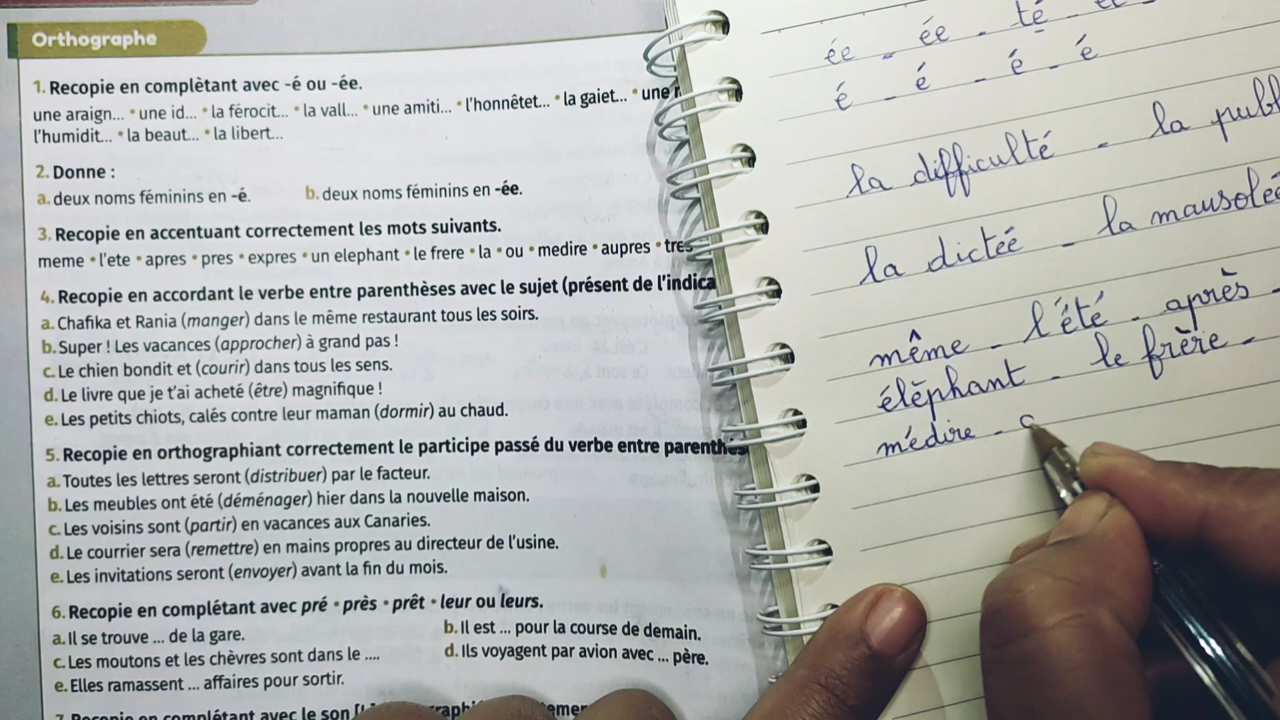 Orthographe
1. Recopie en complètant avec -é ou -ée.
une araign... • une id... • la férocit... • la vall... • une amiti... • l'honnêtet... • la gaiet... • une
l'humidit... • la beaut... • la libert...
2. Donne :
a. deux noms féminins en -é. b. deux noms féminins en -ée.
3. Recopie en accentuant correctement les mots suivants.
meme • l'ete • apres • pres • expres • un elephant • le frere • la • ou • medire • aupres • tres
4. Recopie en accordant le verbe entre parenthèses avec le sujet (présent de l'indica
a. Chafika et Rania (manger) dans le même restaurant tous les soirs.
b. Super ! Les vacances (approcher) à grand pas !
c. Le chien bondit et (courir) dans tous les sens.
d. Le livre que je t'ai acheté (être) magnifique !
e. Les petits chiots, calés contre leur maman (dormir) au chaud.
5. Recopie en orthographiant correctement le participe passé du verbe entre parenthès
a. Toutes les lettres seront (distribuer) par le facteur.
b. Les meubles ont été (déménager) hier dans la nouvelle maison.
c. Les voisins sont (partir) en vacances aux Canaries.
d. Le courrier sera (remettre) en mains propres au directeur de l'usine.
e. Les invitations seront (envoyer) avant la fin du mois.
6. Recopie en complétant avec pré • près • prêt • leur ou leurs.
a. Il se trouve ... de la gare. b. Il est ... pour la course de demain.
c. Les moutons et les chèvres sont dans le .... d. Ils voyagent par avion avec ... père.
e. Elles ramassent ... affaires pour sortir.
7. Recopie en complétant avec le son
ée - ée - té -
é - é - é - é
la difficulté - la publ
la dictée - la mausolée
même - l'été - après -
éléphant - le frère -
médire -